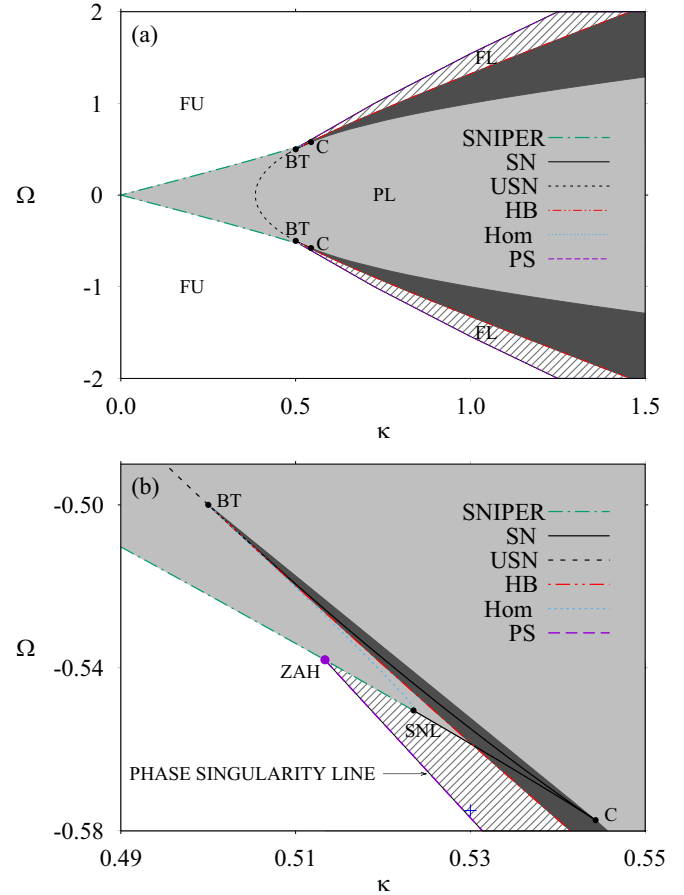 2
(a)
FL
FU
1
C
BT
SNIPER
SN
Ω
0
PL
USN
HB
BT
Hom
C
PS
FU
-1
FL
-2
0.0 0.5 1.0 1.5
κ
(b)
-0.50
BT
SNIPER
SN
USN
HB
Hom
Ω
-0.54
PS
ZAH
SNL
PHASE SINGULARITY LINE
C
-0.58
0.49 0.51 0.53 0.55
κ